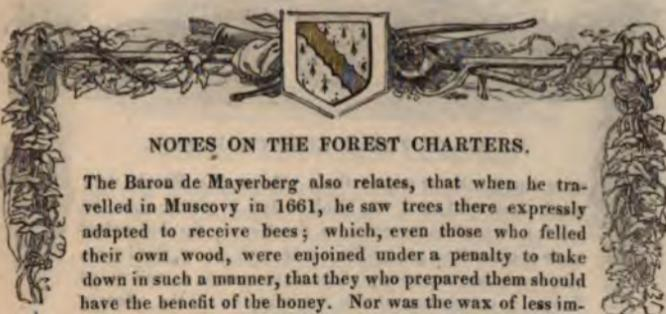 NOTES ON THE FOREST CHARTERS.
The Baron de Mayerberg also relates, that when he tra-
velled in Muscovy in 1661, he saw trees there expressly
adapted to receive bees; which, even those who felled
their own wood, were enjoined under a penalty to take
down in such a manner, that they who prepared them should
have the benefit of the honey. Nor was the wax of less im-